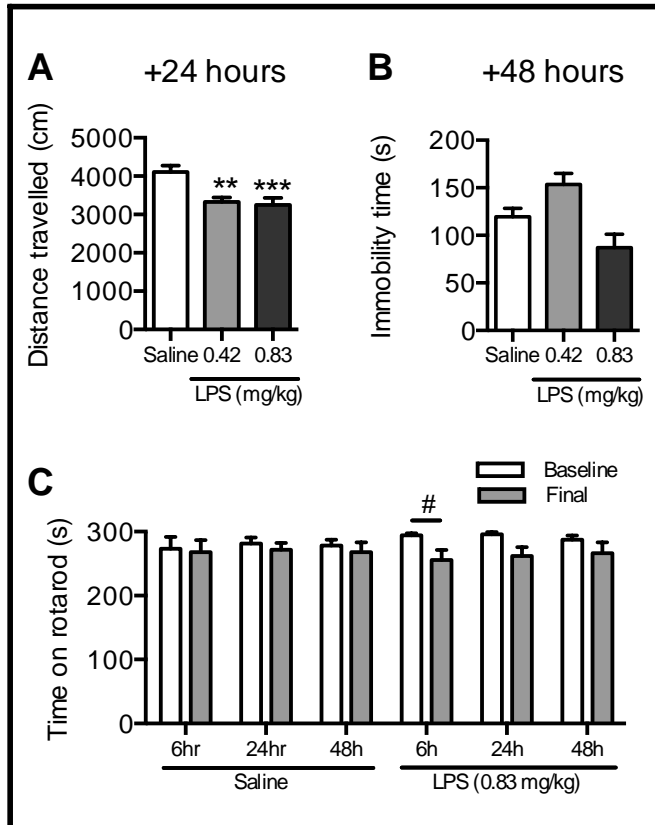 A +24 hours
Distance travelled (cm)
5000
4000
3000
2000
1000
0
** ***
Saline 0.42 0.83
LPS (mg/kg)
B +48 hours
Immobility time (s)
200
150
100
50
0
Saline 0.42 0.83
LPS (mg/kg)
C
Baseline
Final
Time on rotarod (s)
300
200
100
0
#
6hr 24hr 48h 6h 24h 48h
Saline LPS (0.83 mg/kg)